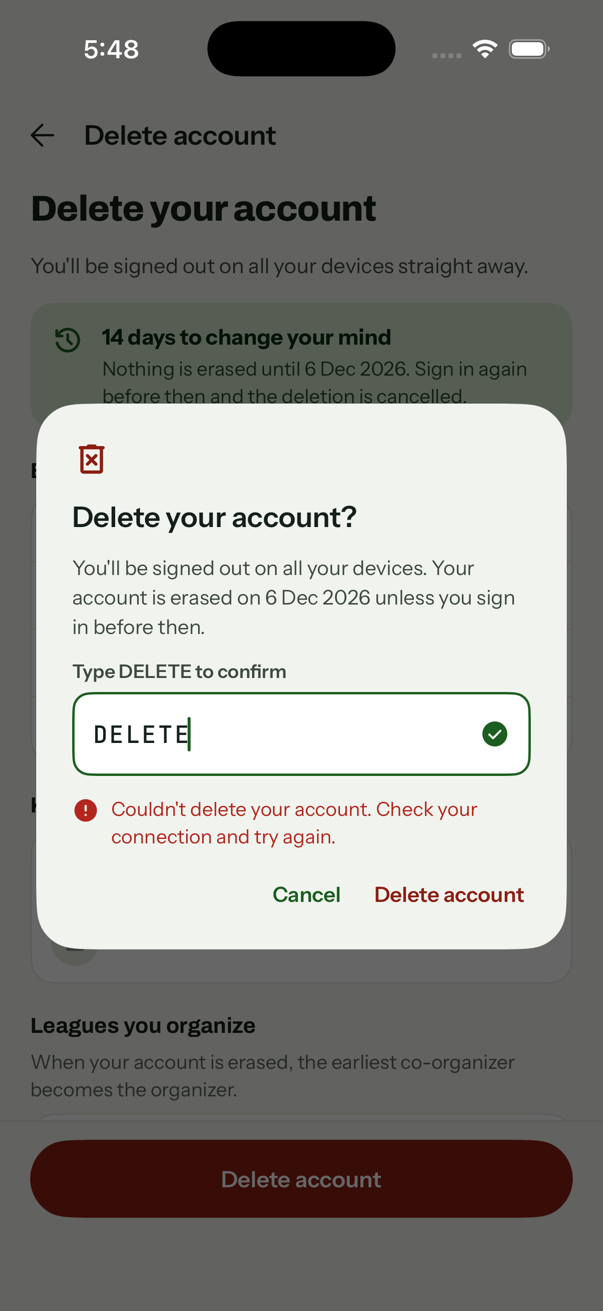 5:48
Delete account
Delete your account
You'll be signed out on all your devices straight away.
14 days to change your mind
Nothing is erased until 6 Dec 2026. Sign in again
before then and the deletion is cancelled.
Delete your account?
You'll be signed out on all your devices. Your
account is erased on 6 Dec 2026 unless you sign
in before then.
Type DELETE to confirm
DELETE
Couldn't delete your account. Check your
connection and try again.
Cancel
Delete account
Leagues you organize
When your account is erased, the earliest co-organizer
becomes the organizer.
Delete account